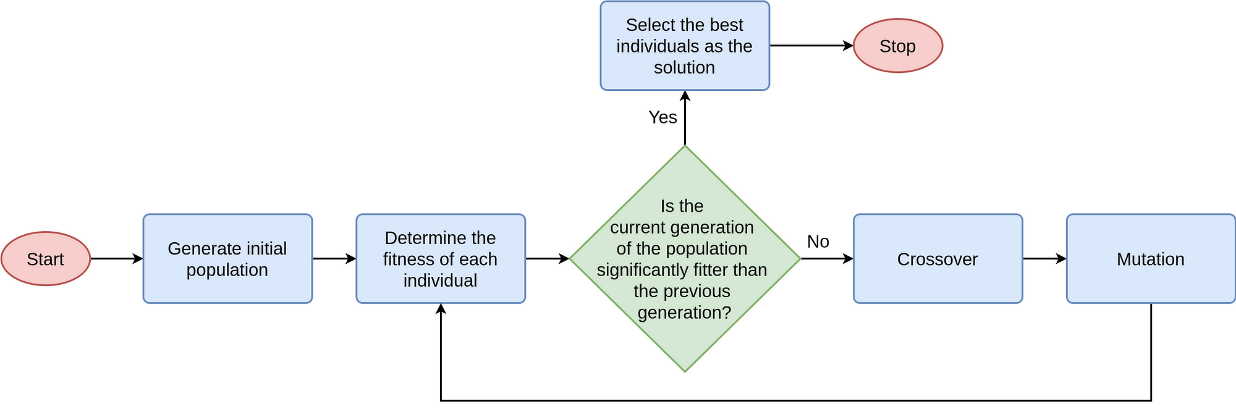 Select the best
individuals as the
solution
Stop
Yes
Start
Generate initial
population
Determine the
fitness of each
individual
Is the
current generation
of the population
significantly fitter than
the previous
generation?
No
Crossover
Mutation